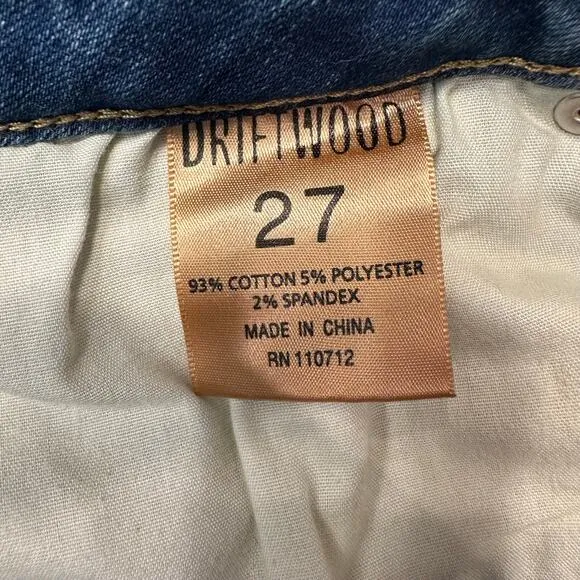 DRIFTWOOD
27
93% COTTON 5% POLYESTER
2% SPANDEX
MADE IN CHINA
RN 110712